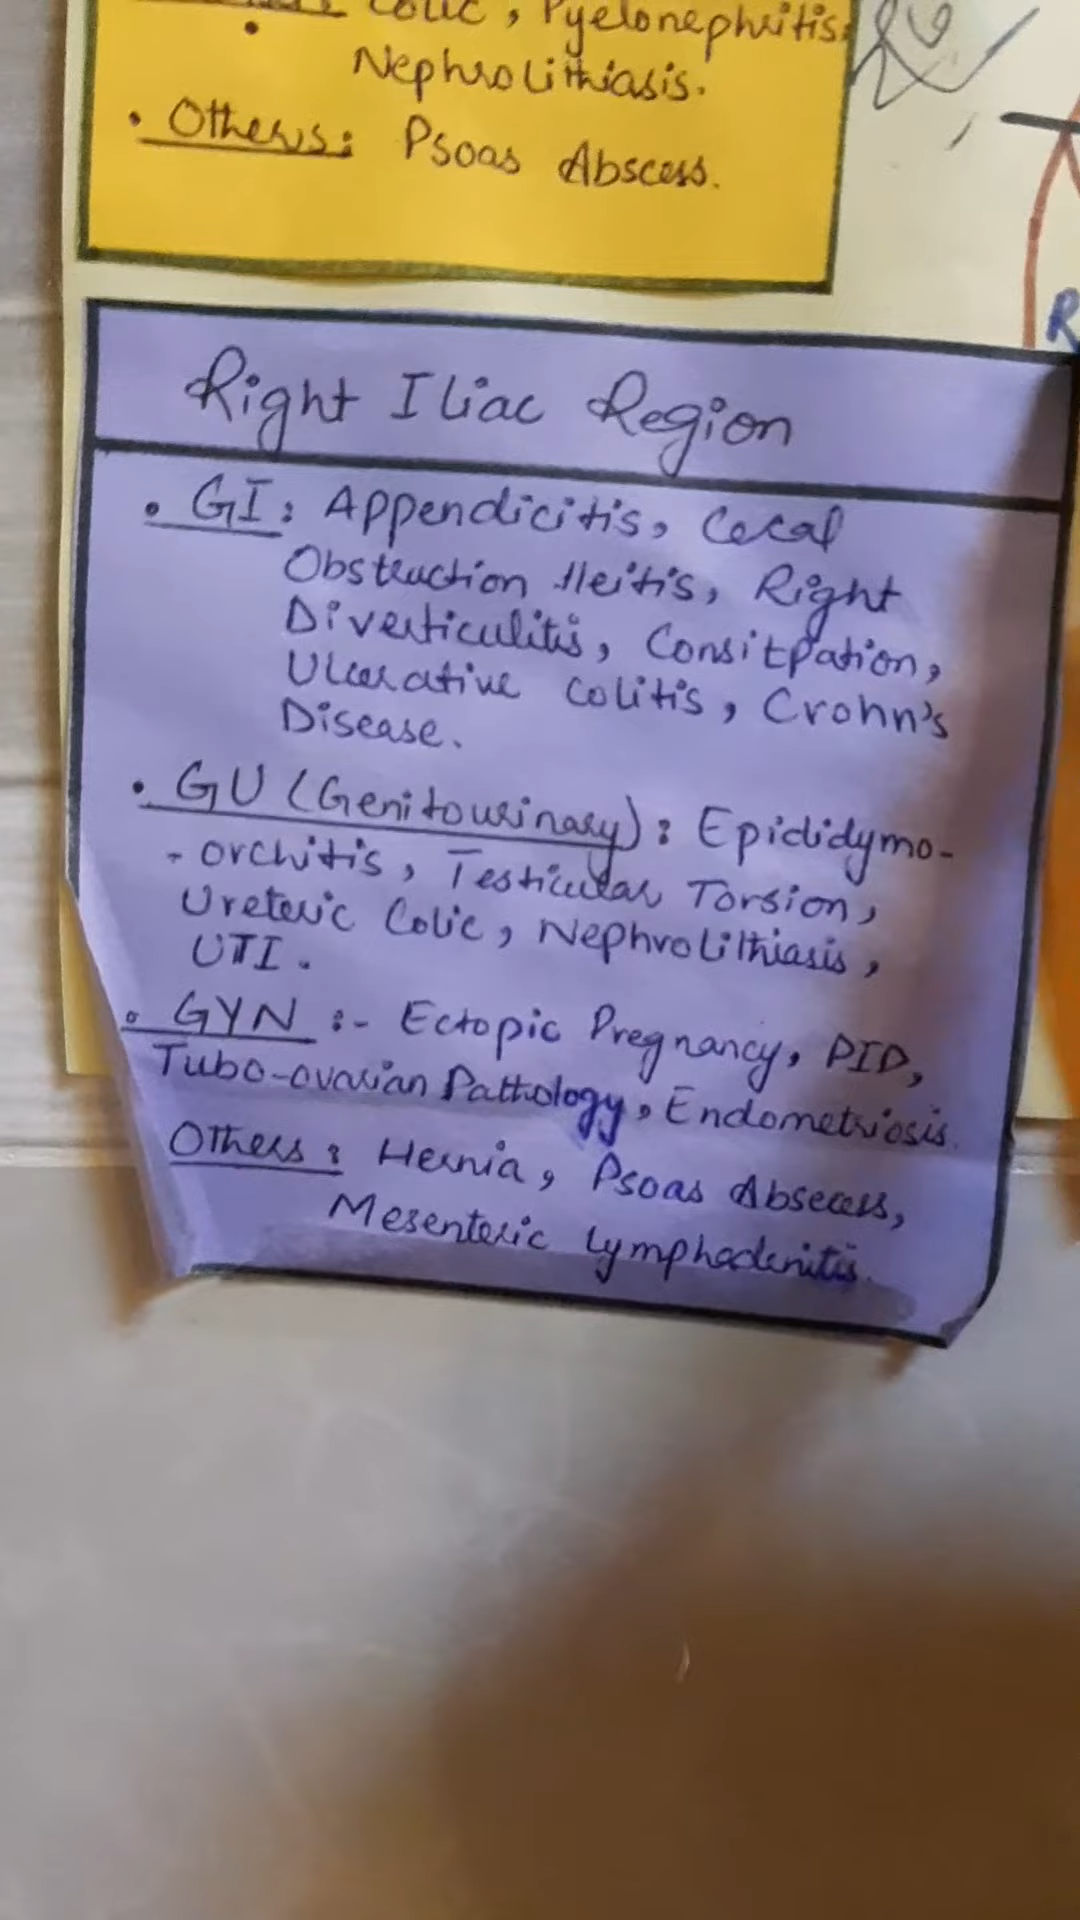 Colic, Pyelonephritis
Nephrolithiasis.
• Others: Psoas Abscess.
R
Right Iliac Region
• GI: Appendicitis, Cecal
Obstruction Ileitis, Right
Diverticulitis, Consitpation,
Ulcerative Colitis, Crohn's
Disease.
• GU (Genitourinary): Epididymo-
- orchitis, Testicular Torsion,
Ureteric Colic, Nephrolithiasis,
UTI.
• GYN :- Ectopic Pregnancy, PID,
Tubo-ovarian Pathology, Endometriosis.
Others: Hernia, Psoas Absecess,
Mesenteric Lymphadenitis.